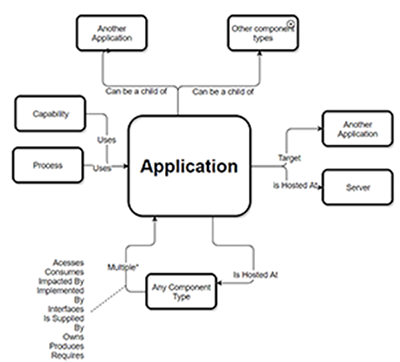 Another
Application
Other component
types
Can be a child of
Can be a child of
Capability
Uses
Process
Uses
Application
Another
Application
Target
is Hosted At
Server
Multiple*
Is Hosted At
Any Component
Type
Acesses
Consumes
Impacted By
Implemented
By
Interfaces
Is Supplied
By
Owns
Produces
Requires